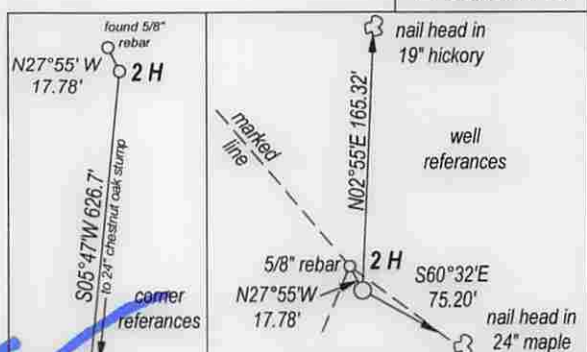 found 5/8"
rebar
N27°55' W
17.78'
2 H
S05°47'W 626.7'
to 24" chestnut oak stump
corner
referances
nail head in
19" hickory
N02°55'E 165.32'
marked
line
well
referances
5/8" rebar
2 H
N27°55'W
17.78'
S60°32'E
75.20'
nail head in
24" maple